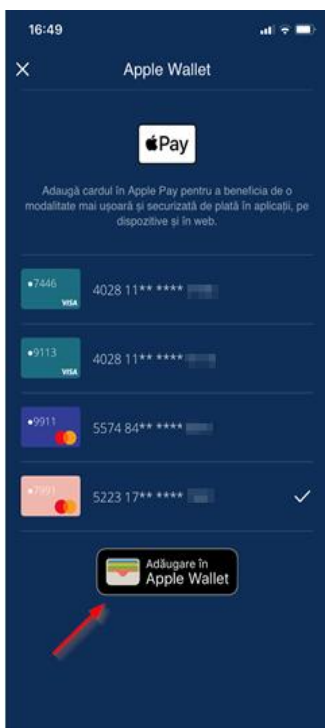 16:49
Apple Wallet
Pay
Adaugă cardul în Apple Pay pentru a beneficia de o
modalitate mai ușoară și securizată de plată în aplicații, pe
dispozitive și în web.
•7446
VISA
4028 11** ****
•9113
VISA
4028 11** ****
•9911
5574 84** ****
•7991
5223 17** ****
Adăugare în
Apple Wallet